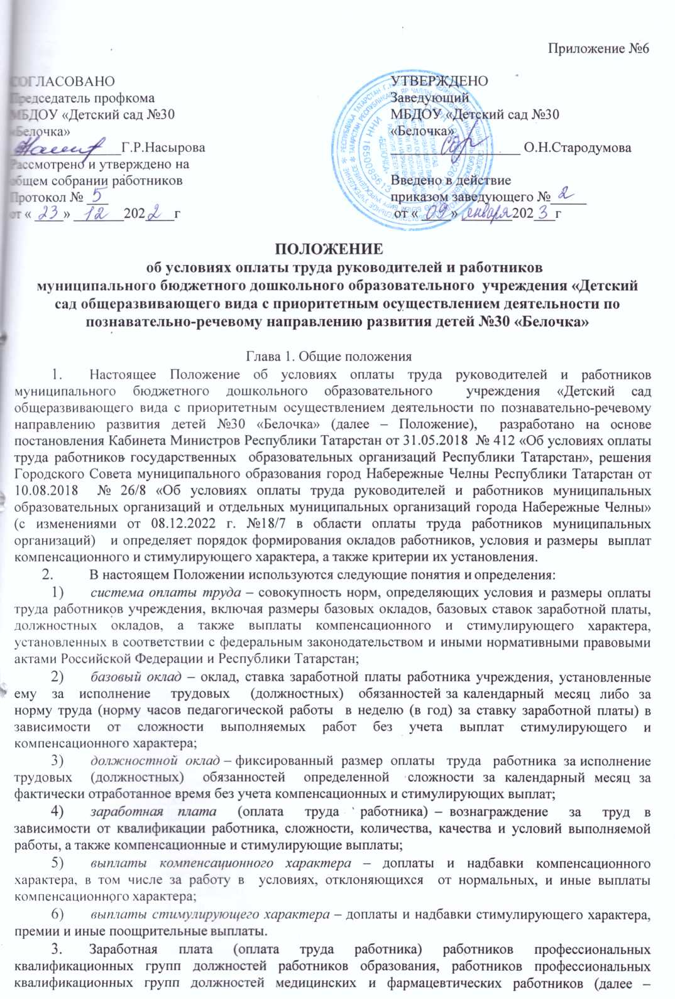 Приложение №6
СОГЛАСОВАНО
Председатель профкома
МБДОУ «Детский сад №30
«Белочка»
______________Г.Р.Насырова
Рассмотрено и утверждено на
общем собрании работников
Протокол № 5
от « 23 » 12 2022 г
УТВЕРЖДЕНО
Заведующий
МБДОУ «Детский сад №30
«Белочка»
________________ О.Н.Стародумова
Введено в действие
приказом заведующего № 2
от « 09 » января 2023 г
ПОЛОЖЕНИЕ
об условиях оплаты труда руководителей и работников
муниципального бюджетного дошкольного образовательного учреждения «Детский
сад общеразвивающего вида с приоритетным осуществлением деятельности по
познавательно-речевому направлению развития детей №30 «Белочка»
Глава 1. Общие положения
1. Настоящее Положение об условиях оплаты труда руководителей и работников
муниципального бюджетного дошкольного образовательного учреждения «Детский сад
общеразвивающего вида с приоритетным осуществлением деятельности по познавательно-речевому
направлению развития детей №30 «Белочка» (далее – Положение), разработано на основе
постановления Кабинета Министров Республики Татарстан от 31.05.2018 № 412 «Об условиях оплаты
труда работников государственных образовательных организаций Республики Татарстан», решения
Городского Совета муниципального образования город Набережные Челны Республики Татарстан от
10.08.2018 № 26/8 «Об условиях оплаты труда руководителей и работников муниципальных
образовательных организаций и отдельных муниципальных организаций города Набережные Челны»
(с изменениями от 08.12.2022 г. №18/7 в области оплаты труда работников муниципальных
организаций) и определяет порядок формирования окладов работников, условия и размеры выплат
компенсационного и стимулирующего характера, а также критерии их установления.
2. В настоящем Положении используются следующие понятия и определения:
1) система оплаты труда – совокупность норм, определяющих условия и размеры оплаты
труда работников учреждения, включая размеры базовых окладов, базовых ставок заработной платы,
должностных окладов, а также выплаты компенсационного и стимулирующего характера,
установленных в соответствии с федеральным законодательством и иными нормативными правовыми
актами Российской Федерации и Республики Татарстан;
2) базовый оклад – оклад, ставка заработной платы работника учреждения, установленные
ему за исполнение трудовых (должностных) обязанностей за календарный месяц либо за
норму труда (норму часов педагогической работы в неделю (в год) за ставку заработной платы) в
зависимости от сложности выполняемых работ без учета выплат стимулирующего и
компенсационного характера;
3) должностной оклад – фиксированный размер оплаты труда работника за исполнение
трудовых (должностных) обязанностей определенной сложности за календарный месяц за
фактически отработанное время без учета компенсационных и стимулирующих выплат;
4) заработная плата (оплата труда работника) – вознаграждение за труд в
зависимости от квалификации работника, сложности, количества, качества и условий выполняемой
работы, а также компенсационные и стимулирующие выплаты;
5) выплаты компенсационного характера – доплаты и надбавки компенсационного
характера, в том числе за работу в условиях, отклоняющихся от нормальных, и иные выплаты
компенсационного характера;
6) выплаты стимулирующего характера – доплаты и надбавки стимулирующего характера,
премии и иные поощрительные выплаты.
3. Заработная плата (оплата труда работника) работников профессиональных
квалификационных групп должностей работников образования, работников профессиональных
квалификационных групп должностей медицинских и фармацевтических работников (далее –